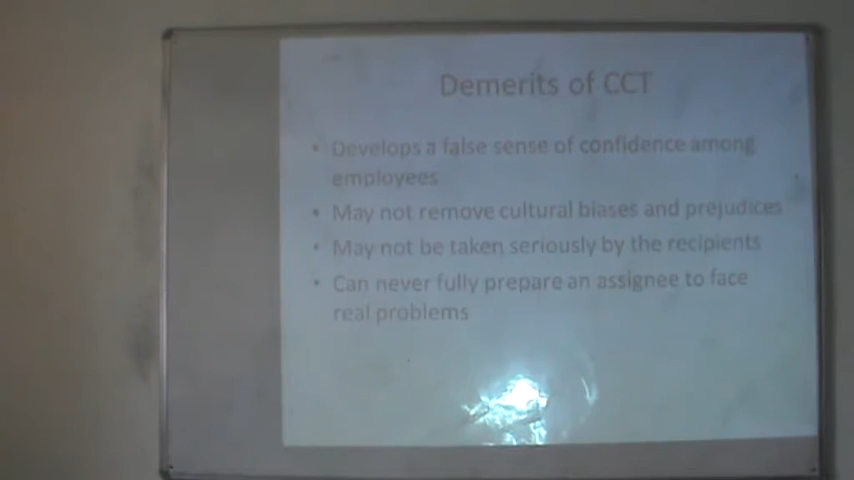 Demerits of CCT
• Develops a false sense of confidence among
employees
• May not remove cultural biases and prejudices
• May not be taken seriously by the recipients
• Can never fully prepare an assignee to face
real problems